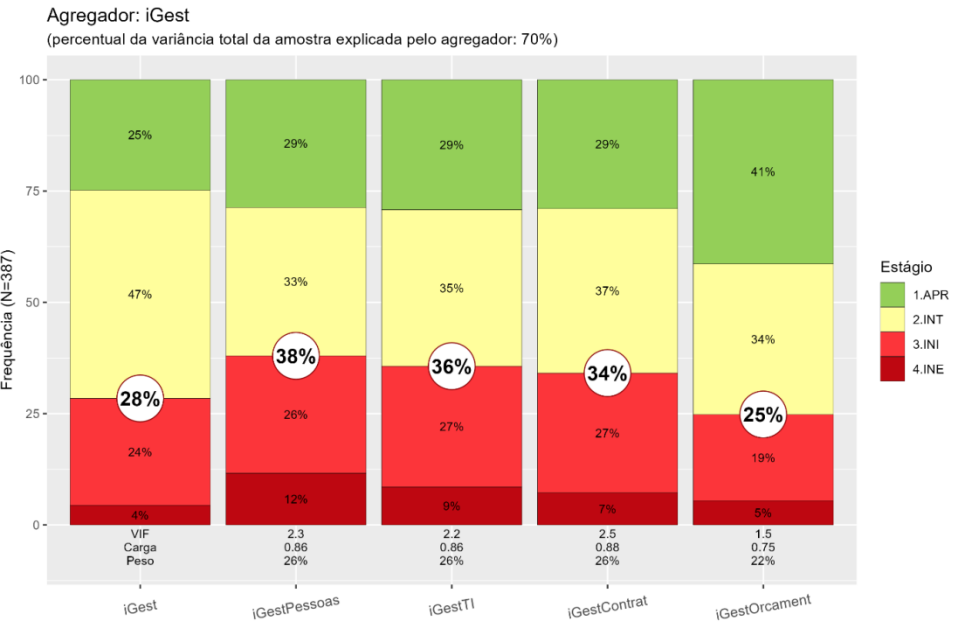 Agregador: iGest
(percentual da variância total da amostra explicada pelo agregador: 70%)
Frequência (N=387)
100
75
50
25
0
25% 29% 29% 29% 41%
47% 33% 35% 37% 34%
28% 38% 36% 34% 25%
24% 26% 27% 27% 19%
4% 12% 9% 7% 5%
VIF 2.3 2.2 2.5 1.5
Carga 0.86 0.86 0.88 0.75
Peso 26% 26% 26% 22%
iGest iGestPessoas iGestTI iGestContrat iGestOrcament
Estágio
1.APR
2.INT
3.INI
4.INE